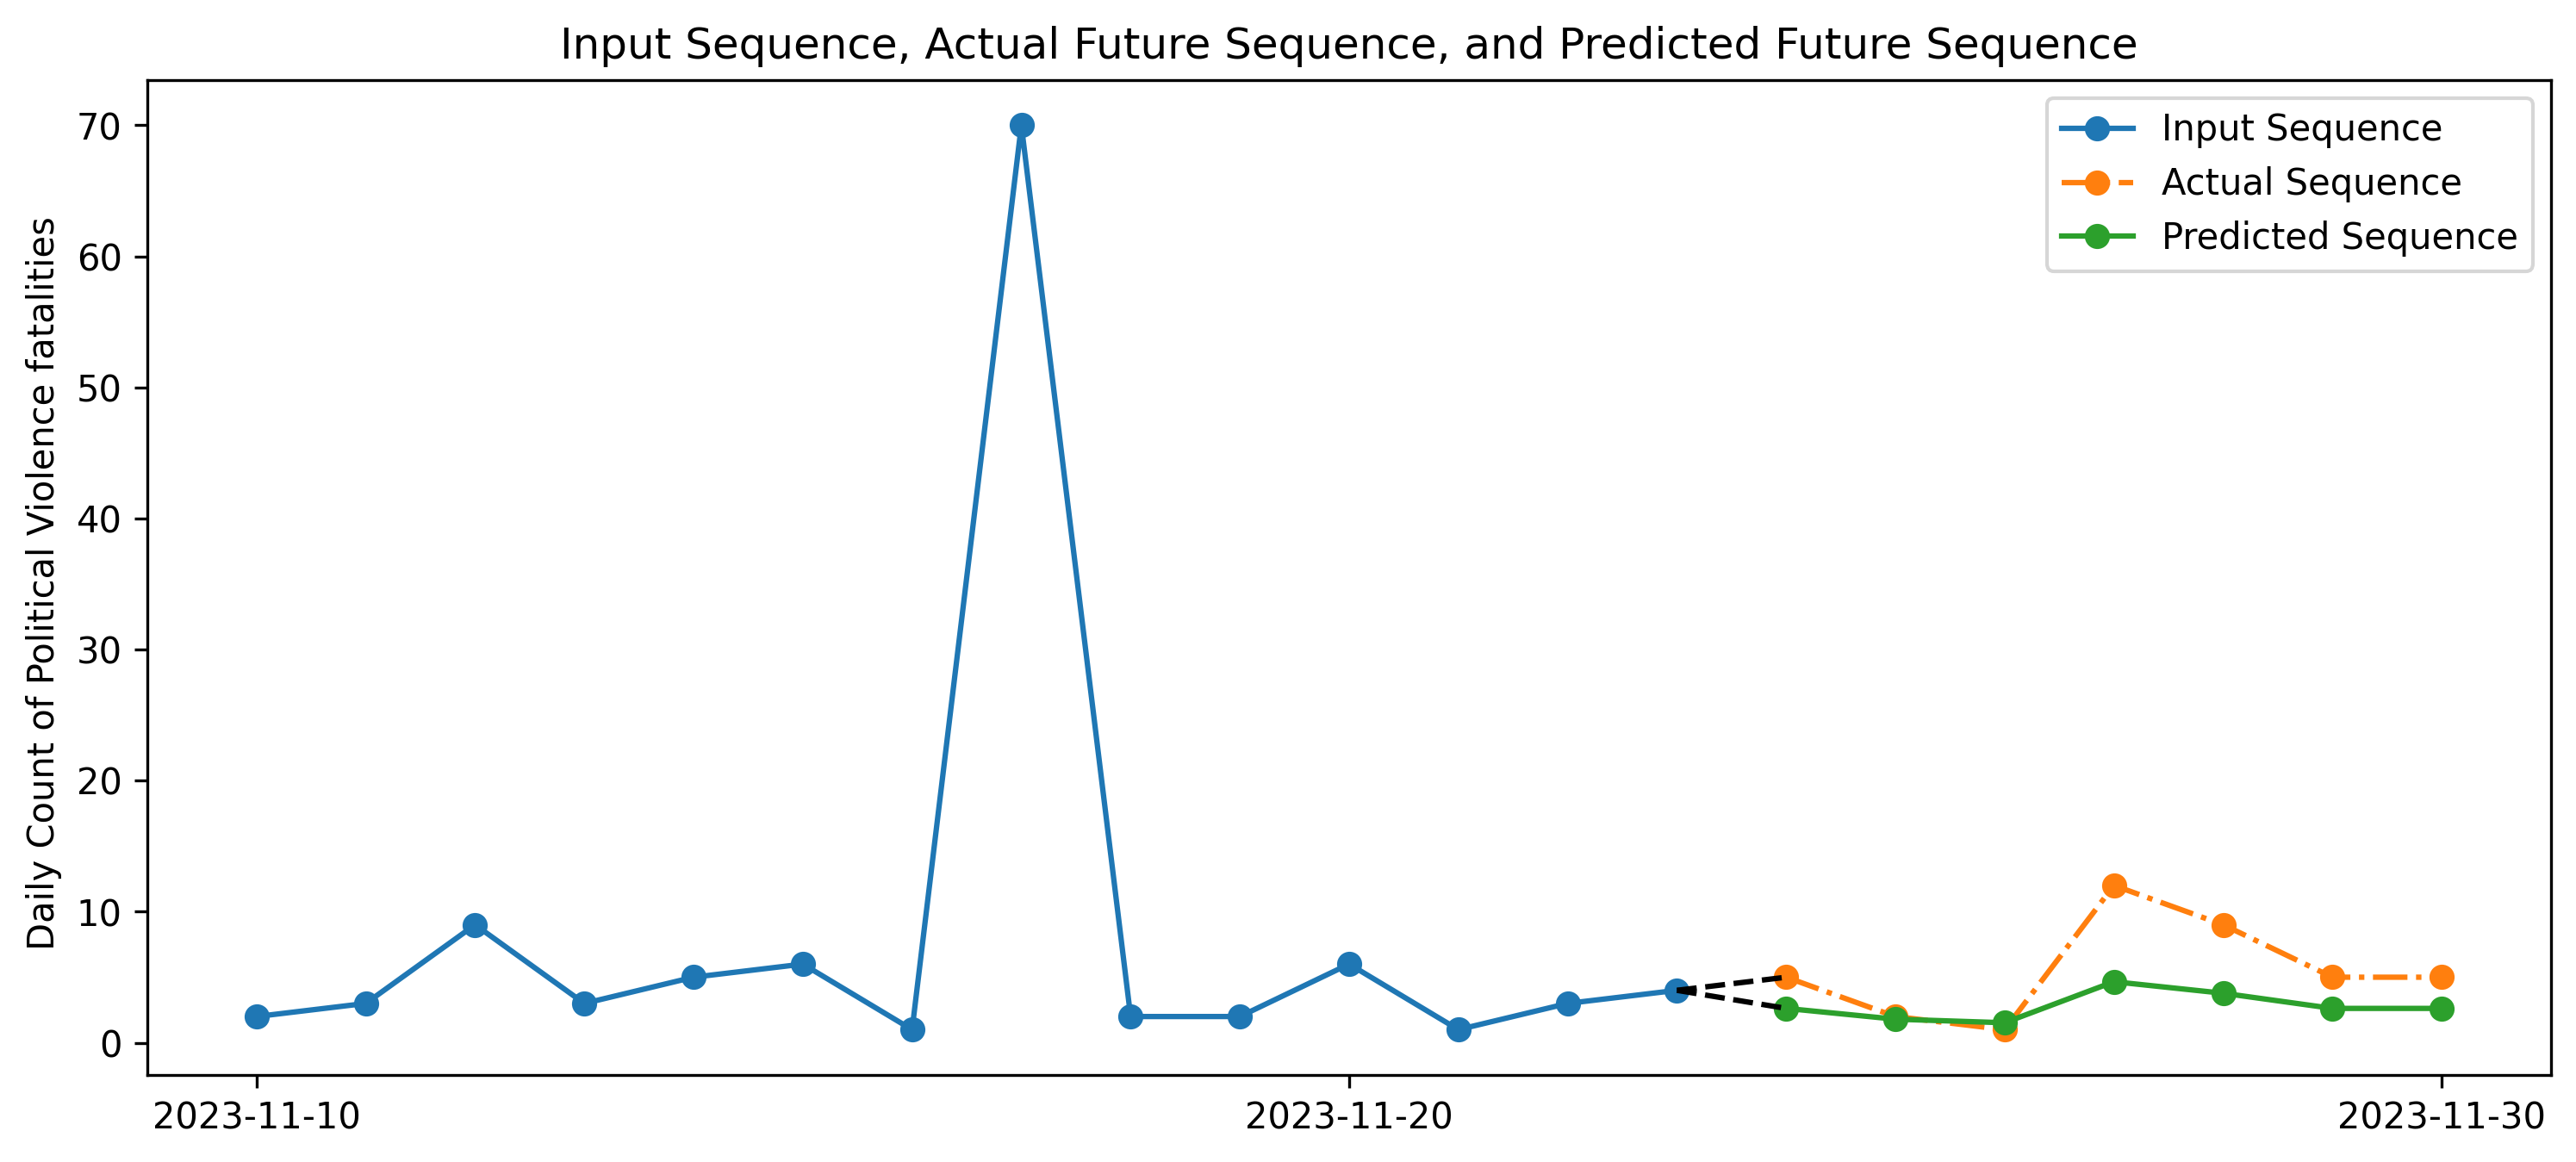 Input Sequence, Actual Future Sequence, and Predicted Future Sequence
Daily Count of Political Violence fatalities
70
60
50
40
30
20
10
0
Input Sequence
Actual Sequence
Predicted Sequence
2023-11-10
2023-11-20
2023-11-30